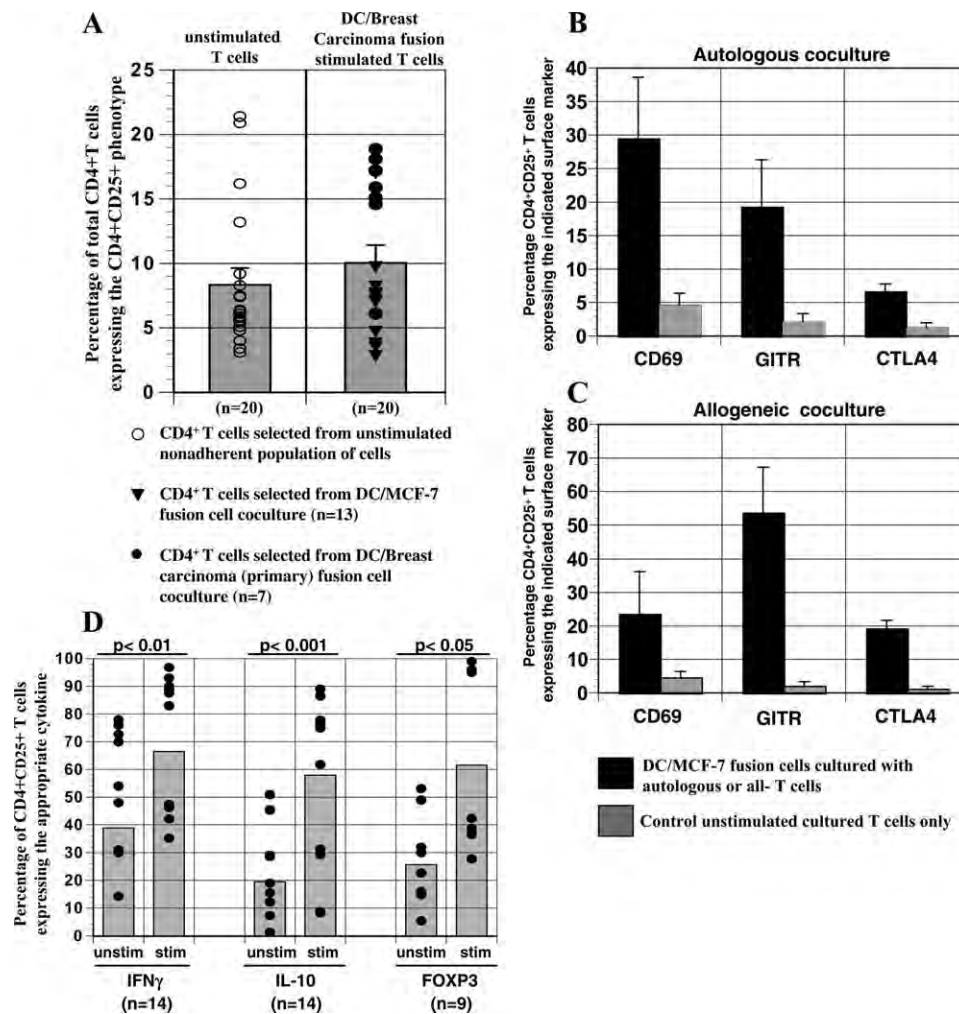 A
unstimulated
T cells
DC/Breast
Carcinoma fusion
stimulated T cells
Percentage of total CD4+T cells
expressing the CD4+CD25+ phenotype
25
20
15
10
5
0
(n=20)
(n=20)
CD4+ T cells selected from unstimulated
nonadherent population of cells
CD4+ T cells selected from DC/MCF-7
fusion cell coculture (n=13)
CD4+ T cells selected from DC/Breast
carcinoma (primary) fusion cell
coculture (n=7)
B
Autologous coculture
Percentage CD4+CD25+ T cells
expressing the indicated surface marker
40
35
30
25
20
15
10
5
0
CD69 GITR CTLA4
C
Allogeneic coculture
Percentage CD4+CD25+ T cells
expressing the indicated surface marker
80
70
60
50
40
30
20
10
0
CD69 GITR CTLA4
DC/MCF-7 fusion cells cultured with
autologous or all- T cells
Control unstimulated cultured T cells only
D
p< 0.01 p< 0.001 p< 0.05
Percentage of CD4+CD25+ T cells
expressing the appropriate cytokine
100
90
80
70
60
50
40
30
20
10
0
unstim stim unstim stim unstim stim
IFNγ IL-10 FOXP3
(n=14) (n=14) (n=9)